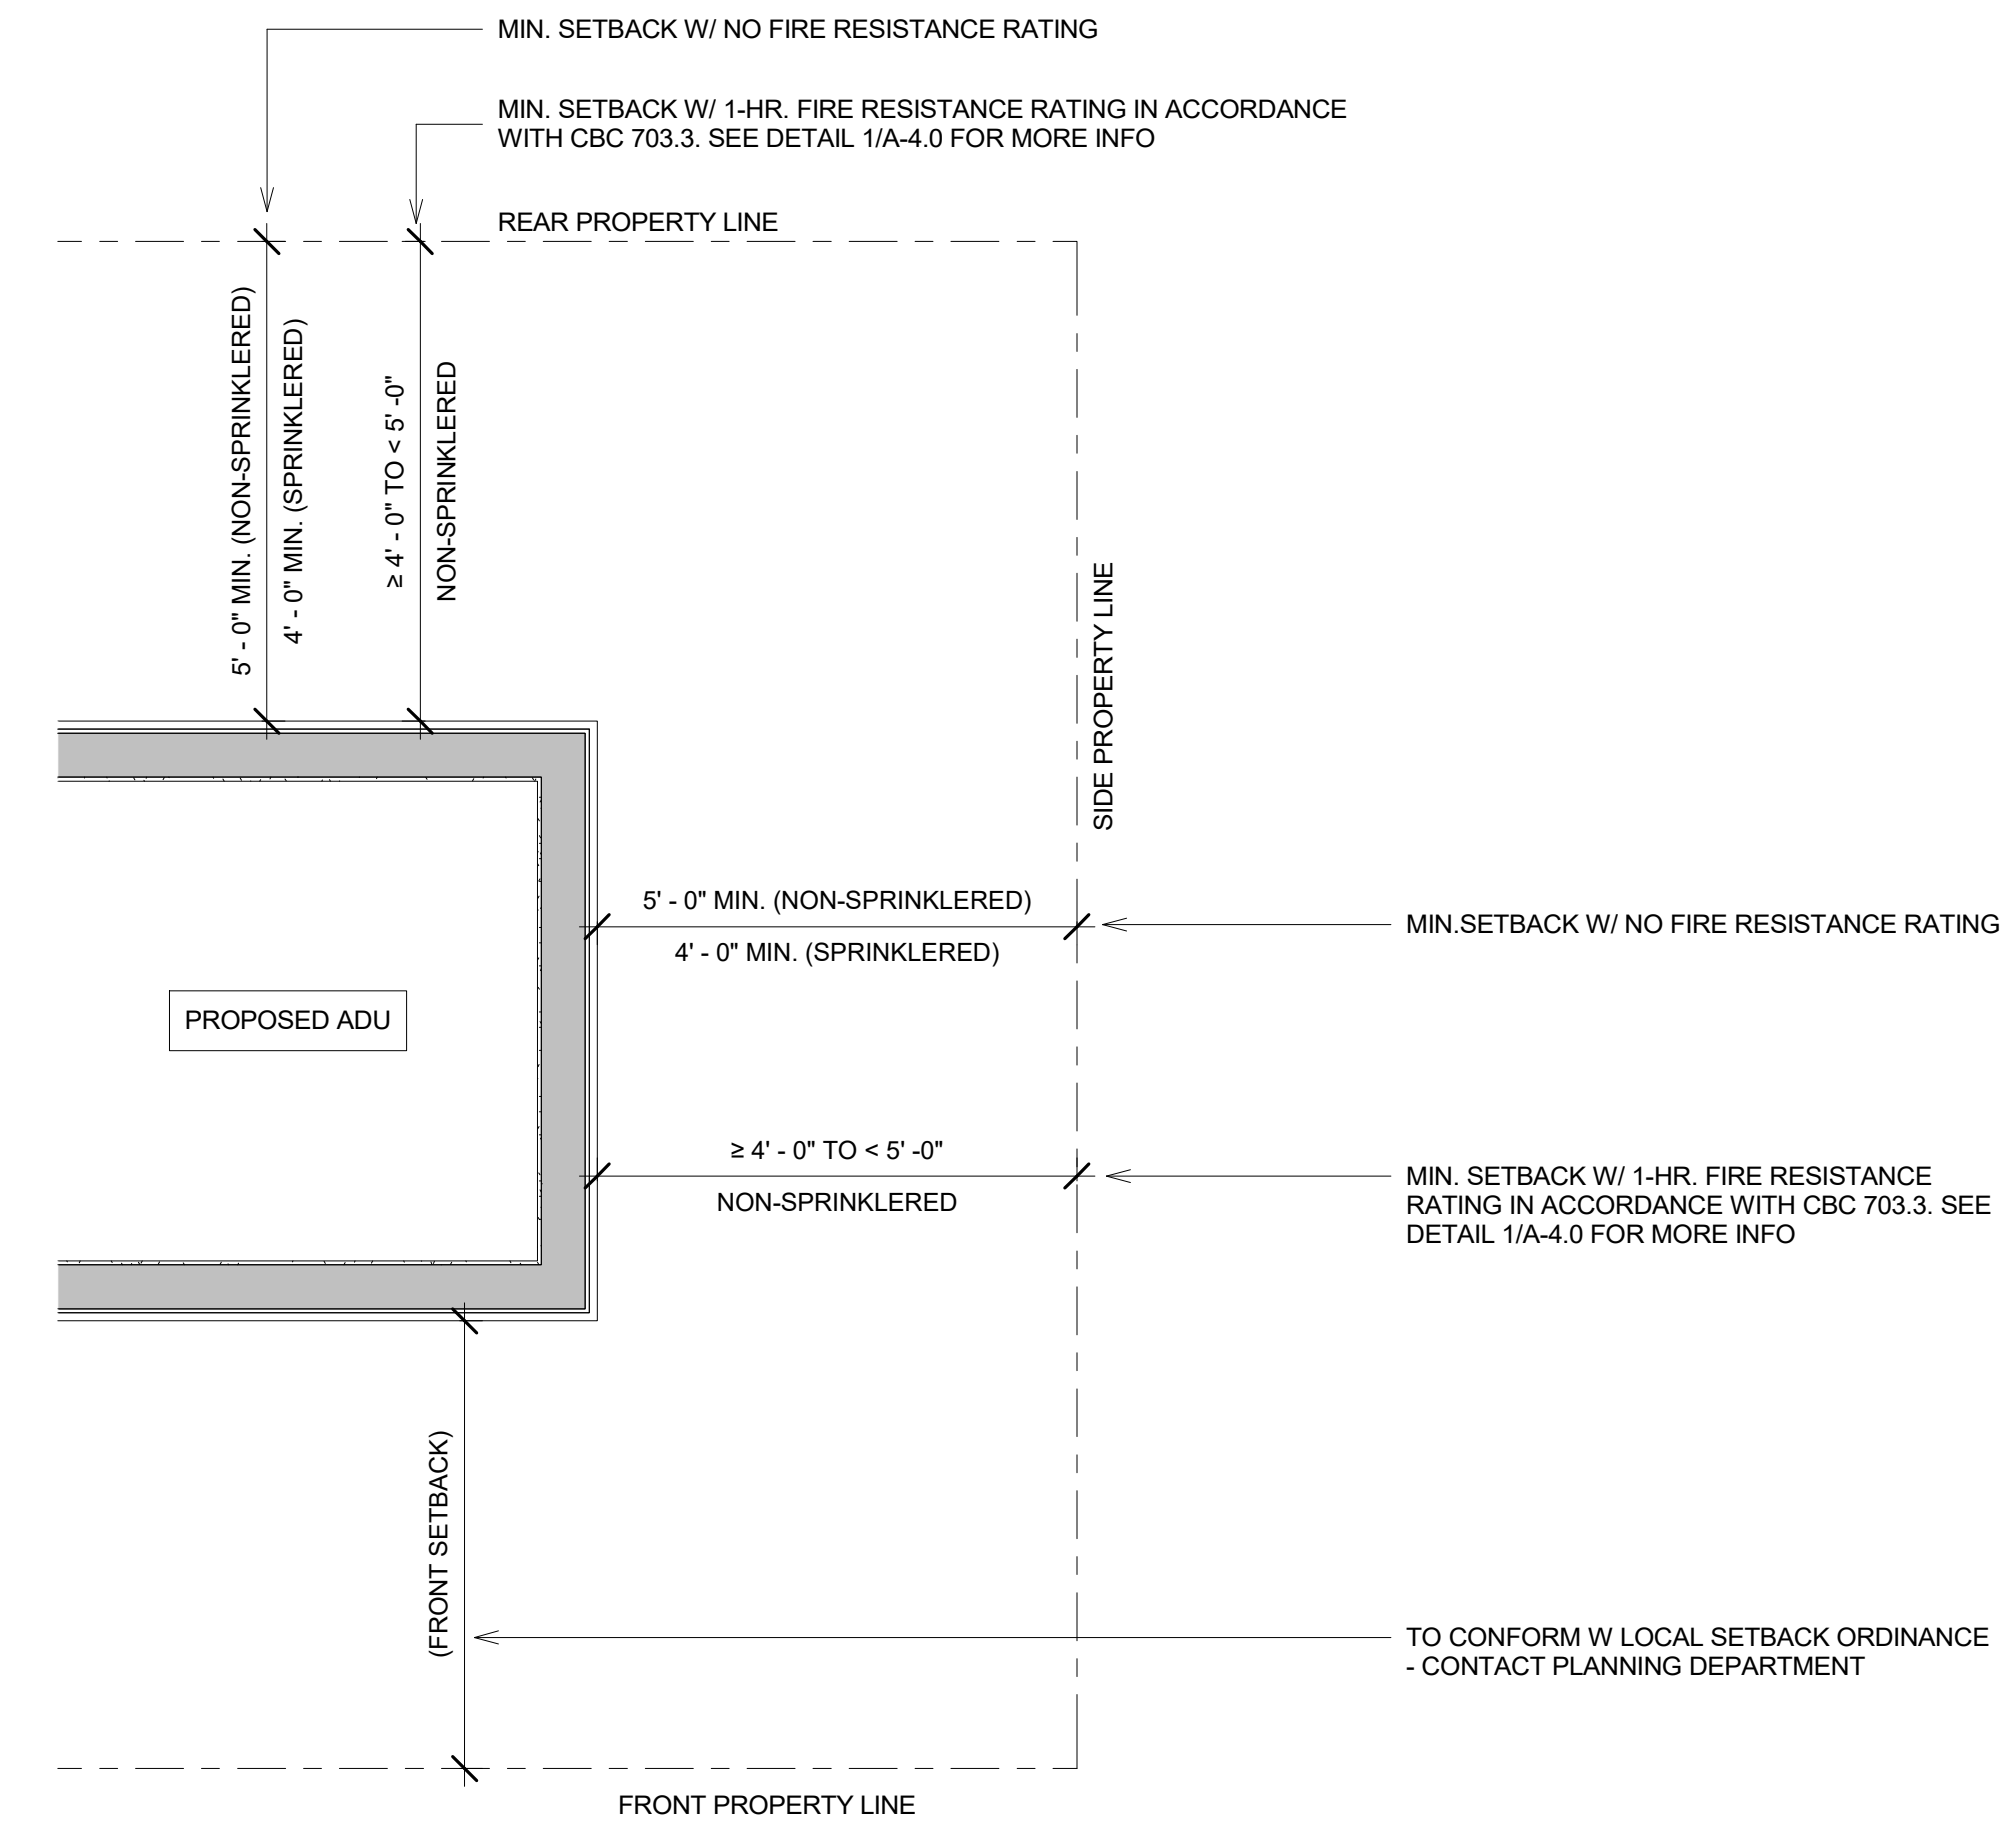 MIN. SETBACK W/ NO FIRE RESISTANCE RATING
MIN. SETBACK W/ 1-HR. FIRE RESISTANCE RATING IN ACCORDANCE
WITH CBC 703.3. SEE DETAIL 1/A-4.0 FOR MORE INFO
REAR PROPERTY LINE
5' - 0" MIN. (NON-SPRINKLERED)
4' - 0" MIN. (SPRINKLERED)
≥ 4' - 0" TO < 5' -0"
NON-SPRINKLERED
SIDE PROPERTY LINE
5' - 0" MIN. (NON-SPRINKLERED)
4' - 0" MIN. (SPRINKLERED)
MIN.SETBACK W/ NO FIRE RESISTANCE RATING
PROPOSED ADU
≥ 4' - 0" TO < 5' -0"
NON-SPRINKLERED
MIN. SETBACK W/ 1-HR. FIRE RESISTANCE
RATING IN ACCORDANCE WITH CBC 703.3. SEE
DETAIL 1/A-4.0 FOR MORE INFO
(FRONT SETBACK)
TO CONFORM W LOCAL SETBACK ORDINANCE
- CONTACT PLANNING DEPARTMENT
FRONT PROPERTY LINE